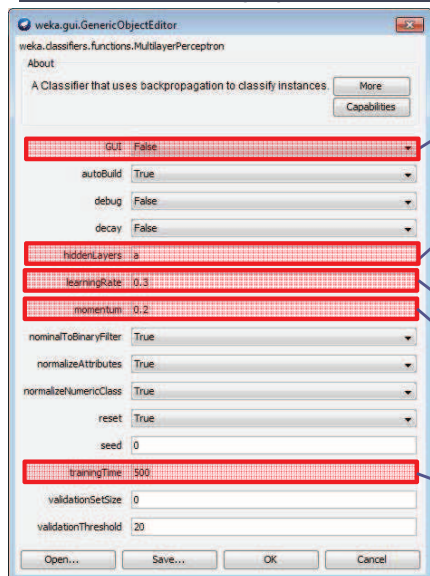 weka.gui.GenericObjectEditor
weka.classifiers.functions.MultilayerPerceptron
About
A Classifier that uses backpropagation to classify instances. More
Capabilities
GUI False
autoBuild True
debug False
decay False
hiddenLayers a
learningRate 0.3
momentum 0.2
nominalToBinaryFilter True
normalizeAttributes True
normalizeNumericClass True
reset True
seed 0
trainingTime 500
validationSetSize 0
validationThreshold 20
Open... Save... OK Cancel